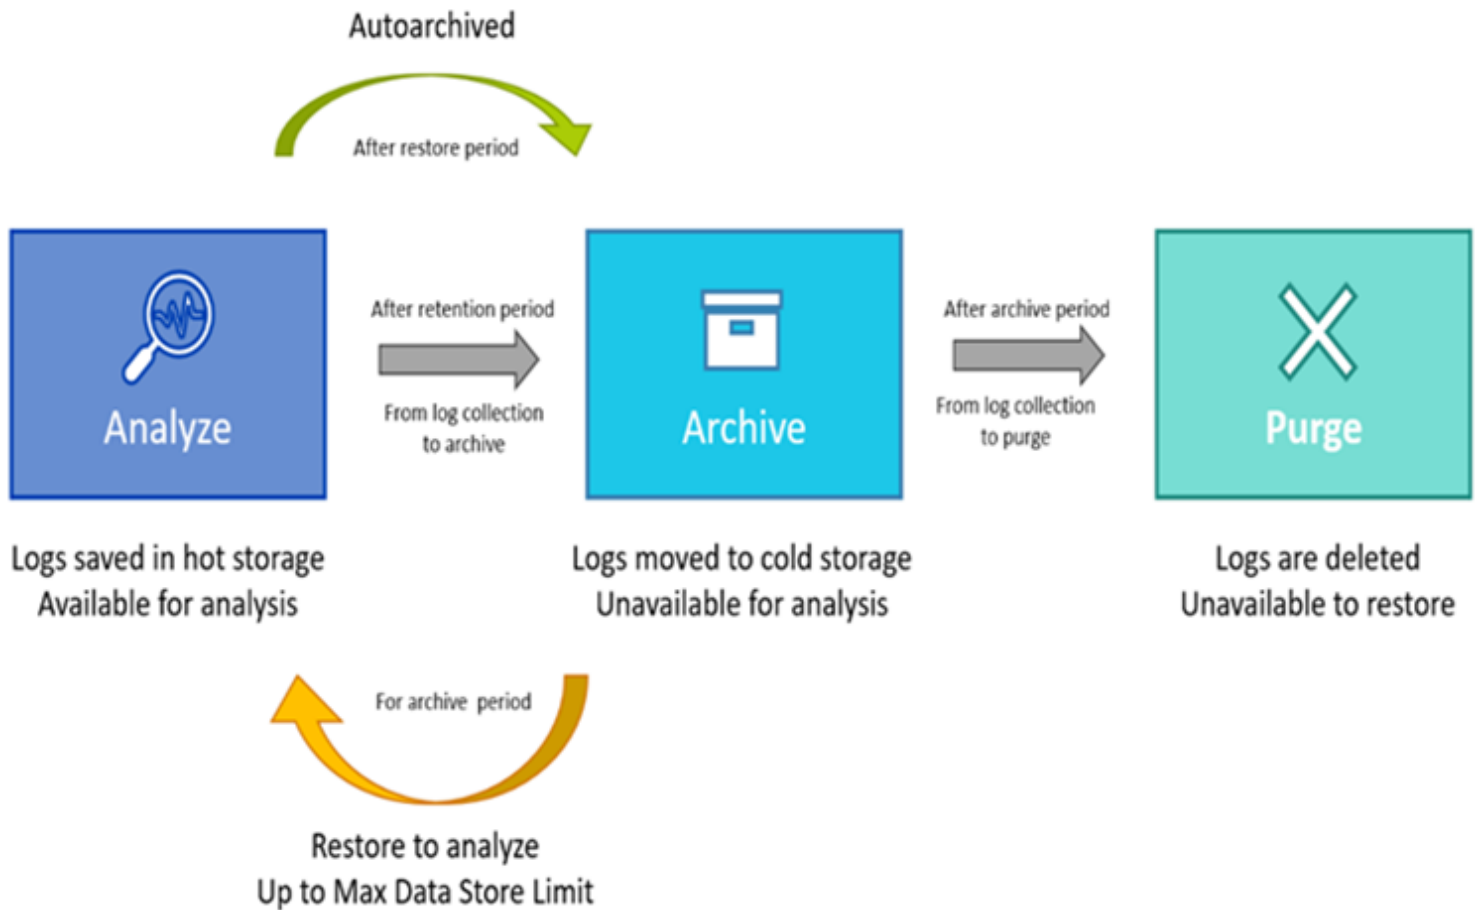 Autoarchived
After restore period
After retention period
From log collection
to archive
After archive period
From log collection
to purge
Analyze
Archive
Purge
Logs saved in hot storage
Available for analysis
Logs moved to cold storage
Unavailable for analysis
Logs are deleted
Unavailable to restore
For archive period
Restore to analyze
Up to Max Data Store Limit